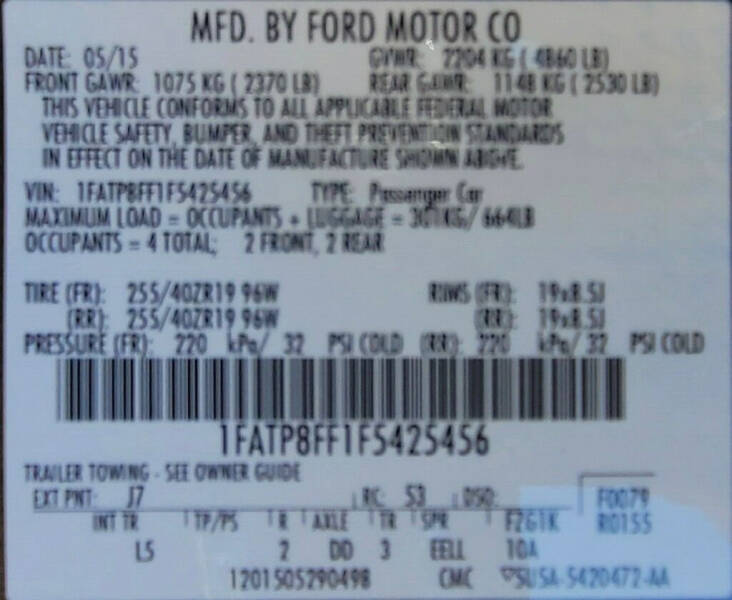 MFD. BY FORD MOTOR CO
DATE: 05/15 GVWR: 2204 KG ( 4860 LB)
FRONT GAWR: 1075 KG ( 2370 LB) REAR GAWR: 1148 KG ( 2530 LB)
THIS VEHICLE CONFORMS TO ALL APPLICABLE FEDERAL MOTOR
VEHICLE SAFETY, BUMPER, AND THEFT PREVENTION STANDARDS
IN EFFECT ON THE DATE OF MANUFACTURE SHOWN ABOVE.
VIN: 1FATP8FF1F5425456 TYPE: Passenger Car
MAXIMUM LOAD = OCCUPANTS + LUGGAGE = 301KG/ 664LB
OCCUPANTS = 4 TOTAL; 2 FRONT, 2 REAR
TIRE (FR): 255/40ZR19 96W RIMS (FR): 19x8.5J
(RR): 255/40ZR19 96W (RR): 19x8.5J
PRESSURE (FR): 220 kPa/ 32 PSI COLD (RR): 220 kPa/ 32 PSI COLD
1FATP8FF1F5425456
TRAILER TOWING - SEE OWNER GUIDE
EXT PNT: J7 RC: 53 DSO: F0079
INT TR TP/PS R AXLE TR SPR F2G1K R0155
L5 2 DD 3 EELL 10A
1201505290498 CMC 5U5A-5420472-AA